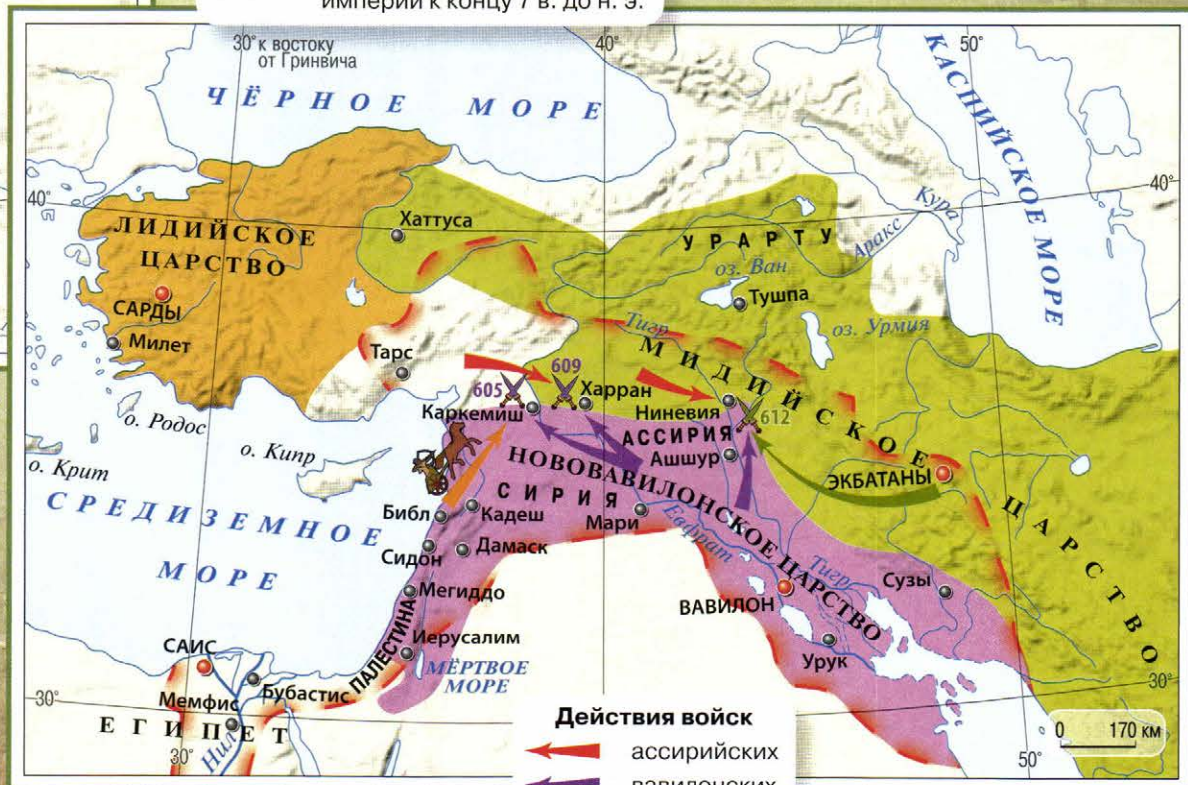 империи к концу 7 в. до н. э.
30° к востоку
от Гринвича
40°
50°
ЧЁРНОЕ МОРЕ
КАСПИЙСКОЕ МОРЕ
40°
40°
ЛИДИЙСКОЕ
ЦАРСТВО
Хаттуса
УРАРТУ
Кура
Аракс
оз. Ван
Тушпа
САРДЫ
Милет
Тигр
оз. Урмия
Тарс
МИДИЙСКОЕ ЦАРСТВО
605
609
Харран
Каркемиш
Ниневия
612
АССИРИЯ
Ашшур
о. Родос
о. Кипр
о. Крит
НОВОВАВИЛОНСКОЕ ЦАРСТВО
ЭКБАТАНЫ
СИРИЯ
СРЕДИЗЕМНОЕ
МОРЕ
Библ
Кадеш
Мари
Евфрат
Сидон
Дамаск
Тигр
Сузы
Мегиддо
ВАВИЛОН
ПАЛЕСТИНА
Иерусалим
Урук
САИС
МЁРТВОЕ
МОРЕ
Бубастис
30°
Мемфис
30°
ЕГИПЕТ
Нил
30°
50°
0 170 км
Действия войск
ассирийских
вавилонских